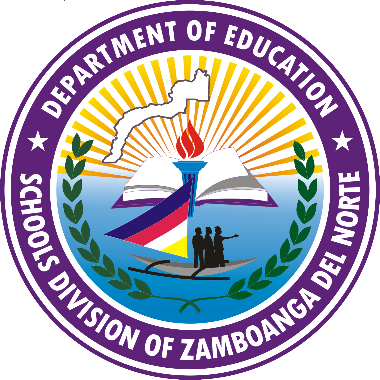 DEPARTMENT OF EDUCATION
SCHOOLS DIVISION OF ZAMBOANGA DEL NORTE